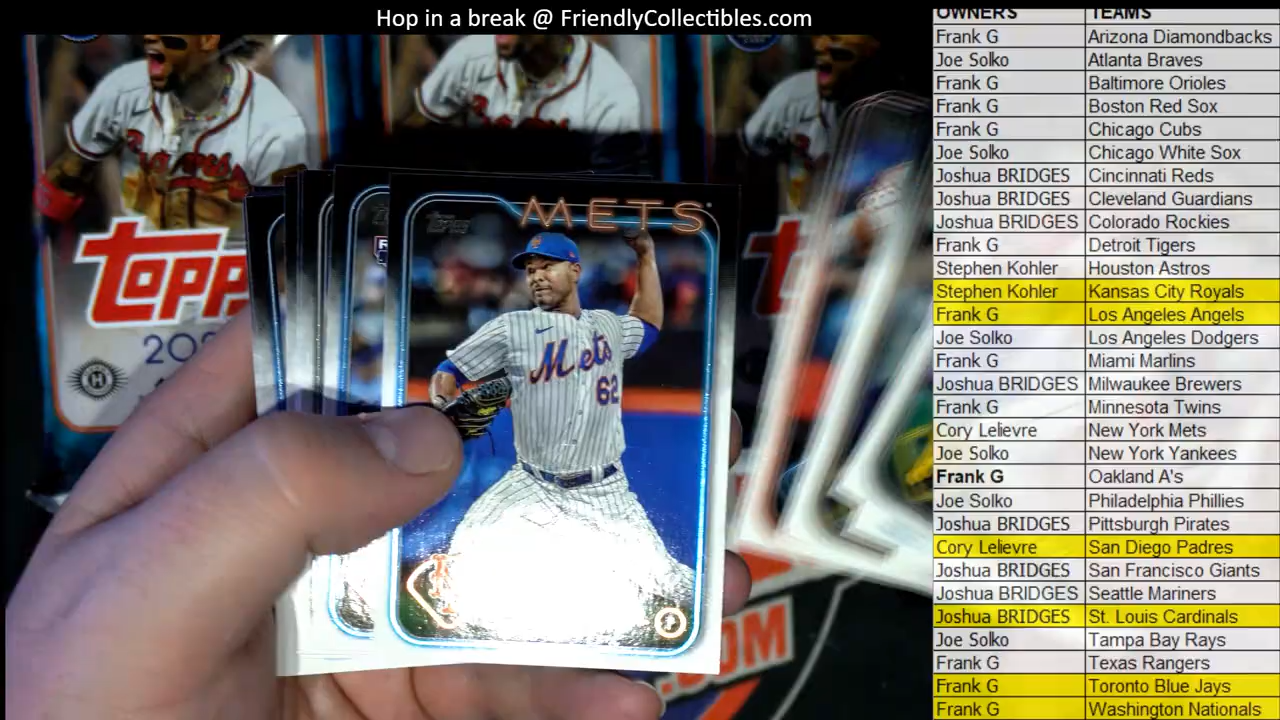 Hop in a break @ FriendlyCollectibles.com
OWNERS TEAMS
Frank G Arizona Diamondbacks
Joe Solko Atlanta Braves
Frank G Baltimore Orioles
Frank G Boston Red Sox
Frank G Chicago Cubs
Joe Solko Chicago White Sox
Joshua BRIDGES Cincinnati Reds
Joshua BRIDGES Cleveland Guardians
Joshua BRIDGES Colorado Rockies
Frank G Detroit Tigers
Stephen Kohler Houston Astros
Stephen Kohler Kansas City Royals
Frank G Los Angeles Angels
Joe Solko Los Angeles Dodgers
Frank G Miami Marlins
Joshua BRIDGES Milwaukee Brewers
Frank G Minnesota Twins
Cory Lelievre New York Mets
Joe Solko New York Yankees
Frank G Oakland A's
Joe Solko Philadelphia Phillies
Joshua BRIDGES Pittsburgh Pirates
Cory Lelievre San Diego Padres
Joshua BRIDGES San Francisco Giants
Joshua BRIDGES Seattle Mariners
Joshua BRIDGES St. Louis Cardinals
Joe Solko Tampa Bay Rays
Frank G Texas Rangers
Frank G Toronto Blue Jays
Frank G Washington Nationals
METS
TOPPS
Mets
62
TOPP
20
H
.COM